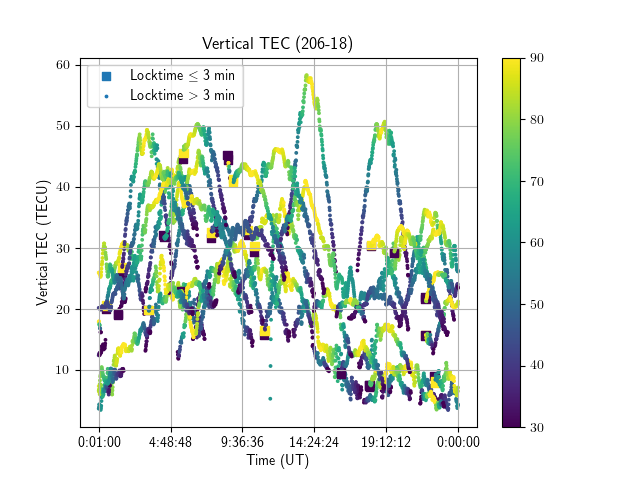 Vertical TEC (206-18)
Locktime ≤ 3 min
Locktime > 3 min
Vertical TEC (TECU)
60
50
40
30
20
10
0:01:00 4:48:48 9:36:36 14:24:24 19:12:12 0:00:00
Time (UT)
90
80
70
60
50
40
30